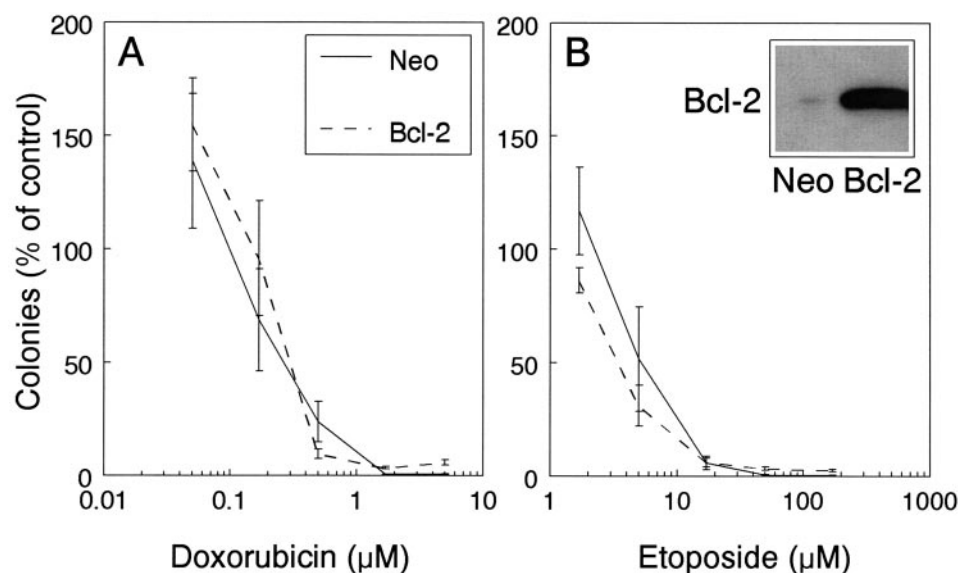 A
B
Neo
Bcl-2
Bcl-2
Neo Bcl-2
Colonies (% of control)
200
150
100
50
0
200
150
100
50
0
0.01 0.1 1 10
1 10 100 1000
Doxorubicin (µM)
Etoposide (µM)